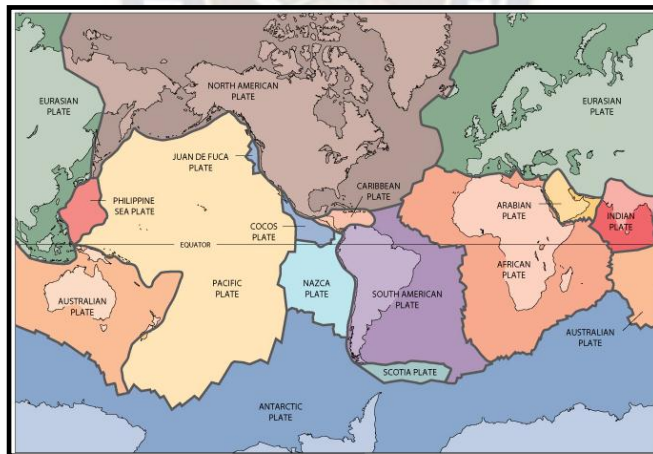 NORTH AMERICAN
PLATE
EURASIAN
PLATE
EURASIAN
PLATE
JUAN DE FUCA
PLATE
CARIBBEAN
PLATE
PHILIPPINE
SEA PLATE
ARABIAN
PLATE
INDIAN
PLATE
COCOS
PLATE
EQUATOR
AFRICAN
PLATE
PACIFIC
PLATE
NAZCA
PLATE
SOUTH AMERICAN
PLATE
AUSTRALIAN
PLATE
AUSTRALIAN
PLATE
SCOTIA PLATE
ANTARCTIC
PLATE